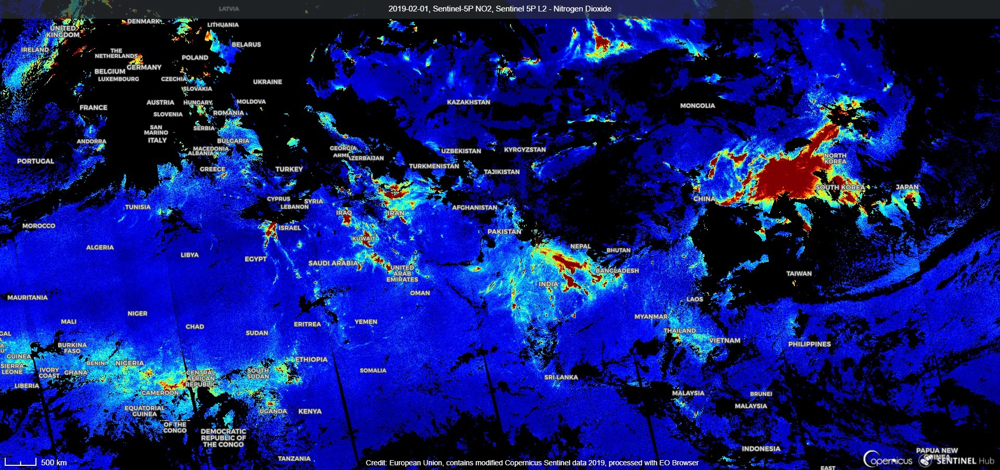 LATVIA
2019-02-01, Sentinel-5P NO2, Sentinel 5P L2 - Nitrogen Dioxide
DENMARK
LITHUANIA
UNITED
KINGDOM
BELARUS
IRELAND
THE
NETHERLANDS
POLAND
GERMANY
BELGIUM
LUXEMBOURG
CZECHIA
UKRAINE
SLOVAKIA
AUSTRIA
HUNGARY
MOLDOVA
KAZAKHSTAN
MONGOLIA
FRANCE
SLOVENIA
ROMANIA
SAN
MARINO
SERBIA
ITALY
ANDORRA
BULGARIA
MACEDONIA
ALBANIA
GEORGIA
ARME
AZERBAIJAN
UZBEKISTAN
KYRGYZSTAN
NORTH
KOREA
PORTUGAL
GREECE
TURKEY
TURKMENISTAN
TAJIKISTAN
SOUTH KOREA
JAPAN
CYPRUS
SYRIA
LEBANON
CHINA
TUNISIA
AFGHANISTAN
IRAQ
IRAN
MOROCCO
ISRAEL
PAKISTAN
KUWAIT
ALGERIA
NEPAL
BHUTAN
LIBYA
EGYPT
SAUDI ARABIA
UNITED
ARAB
EMIRATES
BANGLADESH
TAIWAN
INDIA
OMAN
MAURITANIA
LAOS
NIGER
MALI
CHAD
ERITREA
YEMEN
MYANMAR
SUDAN
THAILAND
GAL
A
U
VIETNAM
PHILIPPINES
BURKINA
FASO
GUINEA
BENIN
NIGERIA
ETHIOPIA
SIERRA
LEONE
IVORY
COAST
GHANA
CENTRAL
AFRICAN
REPUBLIC
SOUTH
SUDAN
SOMALIA
SRI LANKA
LIBERIA
CAMEROON
MALAYSIA
BRUNEI
MALAYSIA
EQUATORIAL
GUINEA
UGANDA
KENYA
OF THE
CONGO
DEMOCRATIC
REPUBLIC OF
THE CONGO
INDONESIA
PAPUA NEW
GUINEA
TANZANIA
500 km
Credit: European Union, contains modified Copernicus Sentinel data 2019, processed with EO Browser
opernicus
SENTINEL Hub
EAST